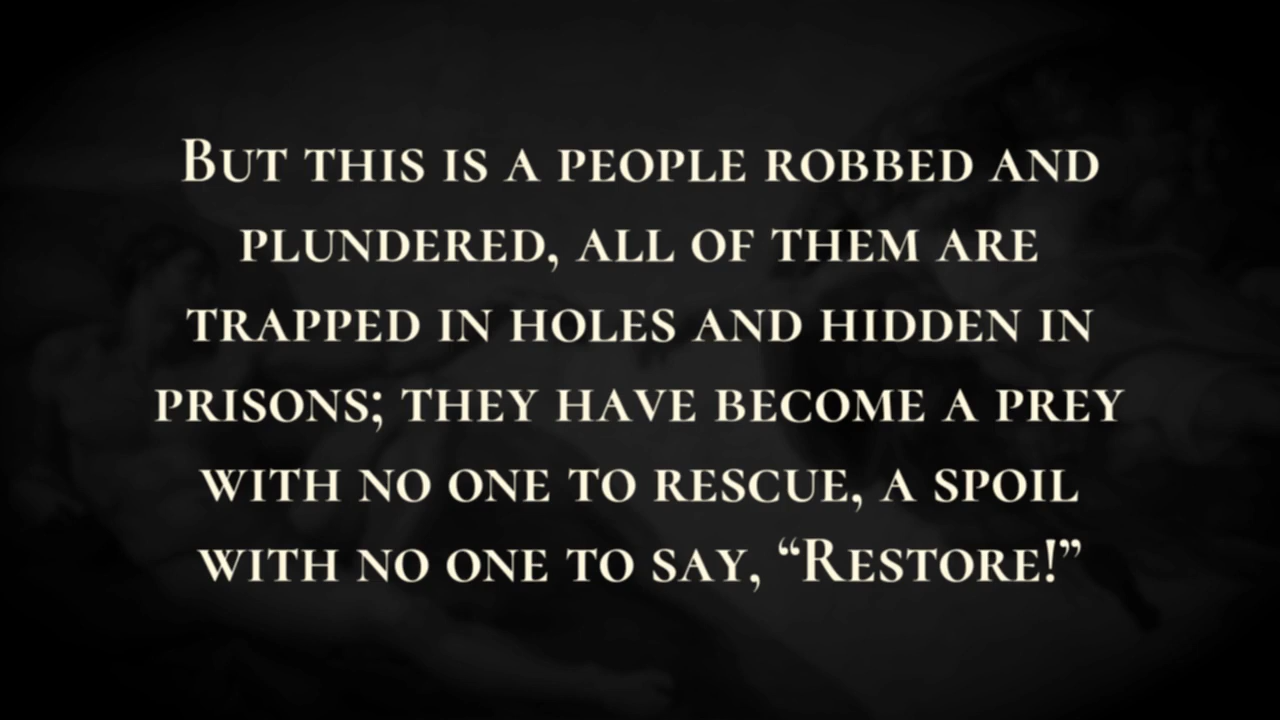 But this is a people robbed and
plundered, all of them are
trapped in holes and hidden in
prisons; they have become a prey
with no one to rescue, a spoil
with no one to say, “Restore!”